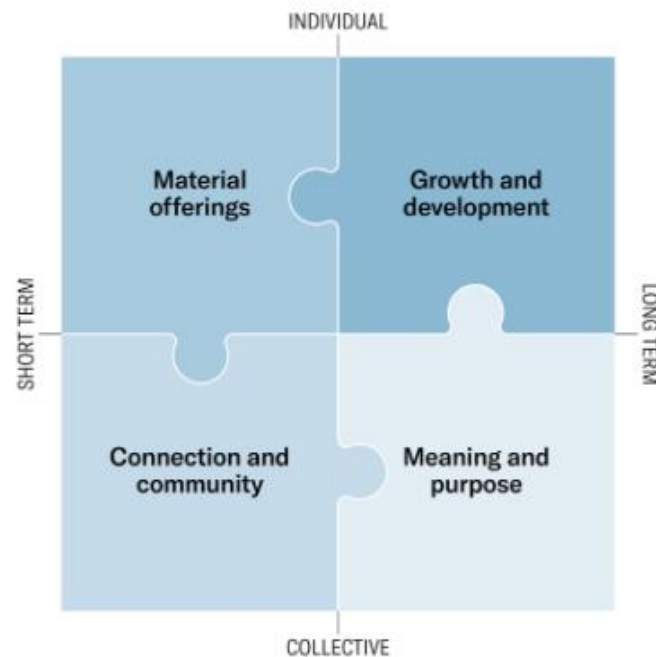 INDIVIDUAL
Material
offerings
Growth and
development
SHORT TERM
LONG TERM
Connection and
community
Meaning and
purpose
COLLECTIVE